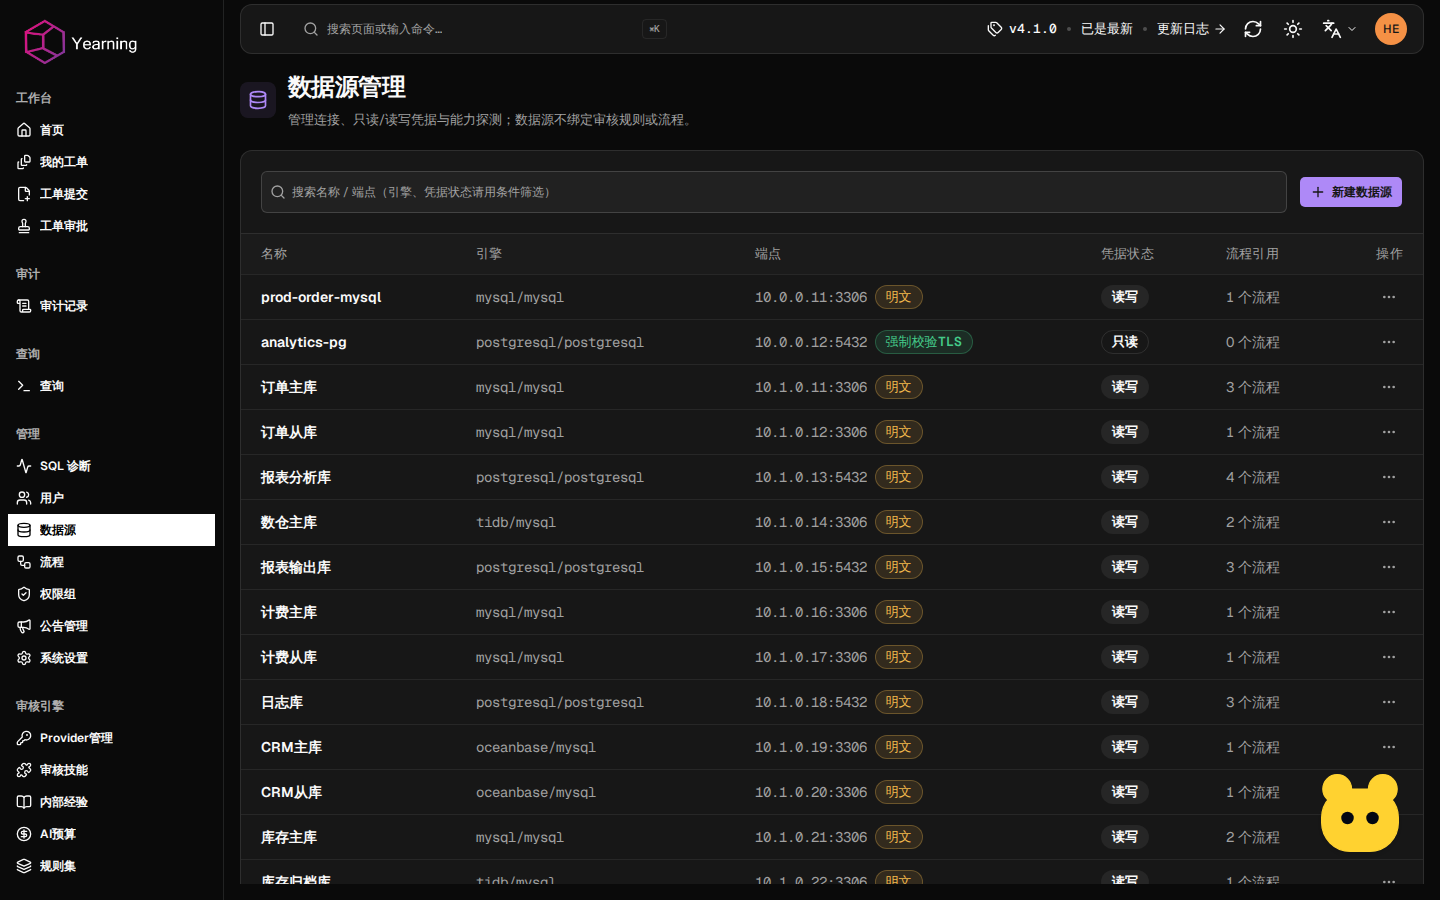 Yearning
搜索页面或输入命令…
⌘K
v4.1.0 • 已是最新 • 更新日志 →
HE
工作台
首页
我的工单
工单提交
工单审批
审计
审计记录
查询
查询
管理
SQL 诊断
用户
数据源
流程
权限组
公告管理
系统设置
审核引擎
Provider管理
审核技能
内部经验
AI预算
规则集
数据源管理
管理连接、只读/读写凭据与能力探测；数据源不绑定审核规则或流程。
搜索名称 / 端点（引擎、凭据状态请用条件筛选）
新建数据源
名称 引擎 端点 凭据状态 流程引用 操作
prod-order-mysql mysql/mysql 10.0.0.11:3306 明文 读写 1 个流程 ···
analytics-pg postgresql/postgresql 10.0.0.12:5432 强制校验TLS 只读 0 个流程 ···
订单主库 mysql/mysql 10.1.0.11:3306 明文 读写 3 个流程 ···
订单从库 mysql/mysql 10.1.0.12:3306 明文 读写 1 个流程 ···
报表分析库 postgresql/postgresql 10.1.0.13:5432 明文 读写 4 个流程 ···
数仓主库 tidb/mysql 10.1.0.14:3306 明文 读写 2 个流程 ···
报表输出库 postgresql/postgresql 10.1.0.15:5432 明文 读写 3 个流程 ···
计费主库 mysql/mysql 10.1.0.16:3306 明文 读写 1 个流程 ···
计费从库 mysql/mysql 10.1.0.17:3306 明文 读写 1 个流程 ···
日志库 postgresql/postgresql 10.1.0.18:5432 明文 读写 3 个流程 ···
CRM主库 oceanbase/mysql 10.1.0.19:3306 明文 读写 1 个流程 ···
CRM从库 oceanbase/mysql 10.1.0.20:3306 明文 读写 1 个流程
库存主库 mysql/mysql 10.1.0.21:3306 明文 读写 2 个流程
库存归档库 tidb/mysql 10.1.0.22:3306 明文 读写 1 个流程 ···